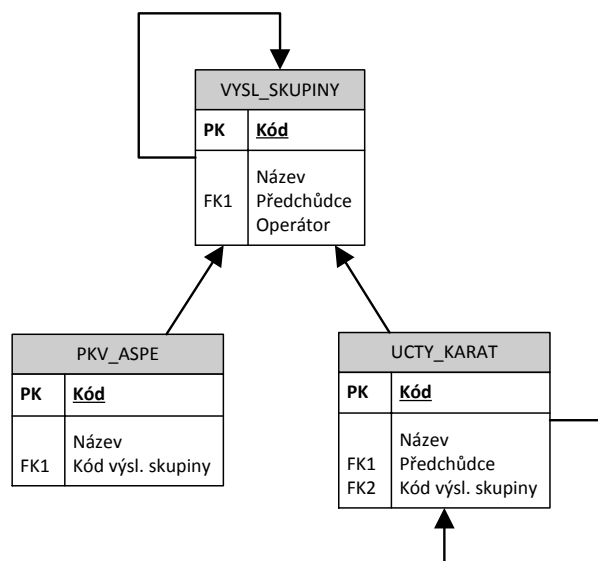 VYSL_SKUPINY
PK Kód
Název
FK1 Předchůdce
Operátor
PKV_ASPE
PK Kód
Název
FK1 Kód výsl. skupiny
UCTY_KARAT
PK Kód
Název
FK1 Předchůdce
FK2 Kód výsl. skupiny